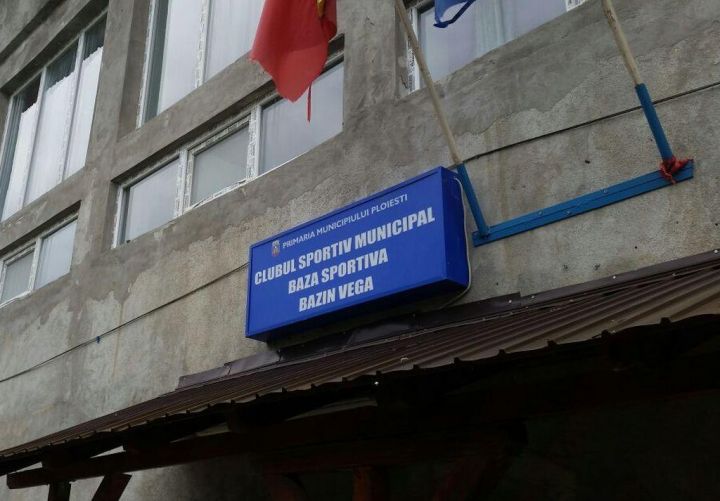 PRIMARIA MUNICIPIULUI PLOIESTI
CLUBUL SPORTIV MUNICIPAL
BAZA SPORTIVA
BAZIN VEGA